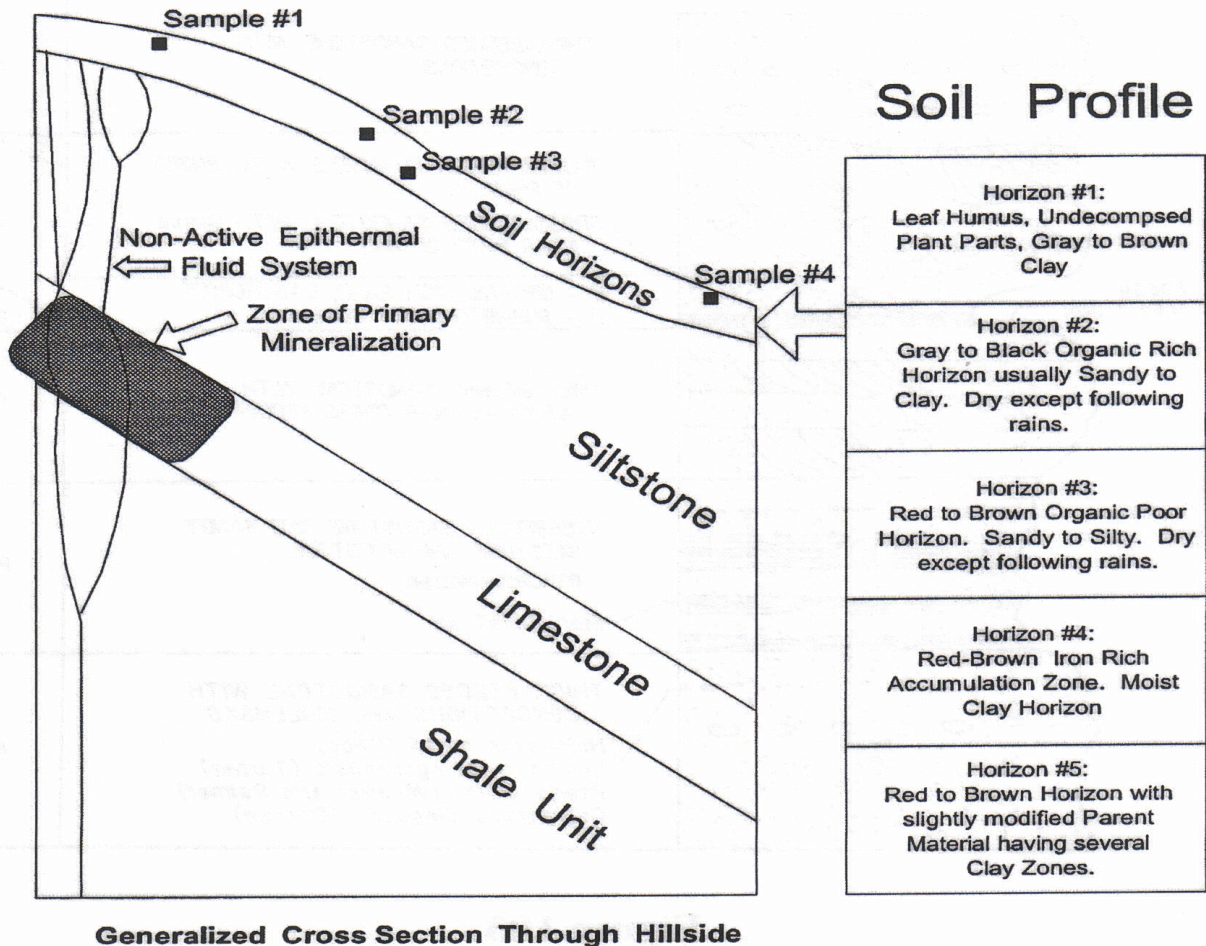 Sample #1
Sample #2
Sample #3
Soil Horizons
Sample #4
Non-Active Epithermal
Fluid System
Zone of Primary
Mineralization
Siltstone
Limestone
Shale Unit
Generalized Cross Section Through Hillside
Soil Profile
Horizon #1:
Leaf Humus, Undecompsed
Plant Parts, Gray to Brown
Clay
Horizon #2:
Gray to Black Organic Rich
Horizon usually Sandy to
Clay. Dry except following
rains.
Horizon #3:
Red to Brown Organic Poor
Horizon. Sandy to Silty. Dry
except following rains.
Horizon #4:
Red-Brown Iron Rich
Accumulation Zone. Moist
Clay Horizon
Horizon #5:
Red to Brown Horizon with
slightly modified Parent
Material having several
Clay Zones.